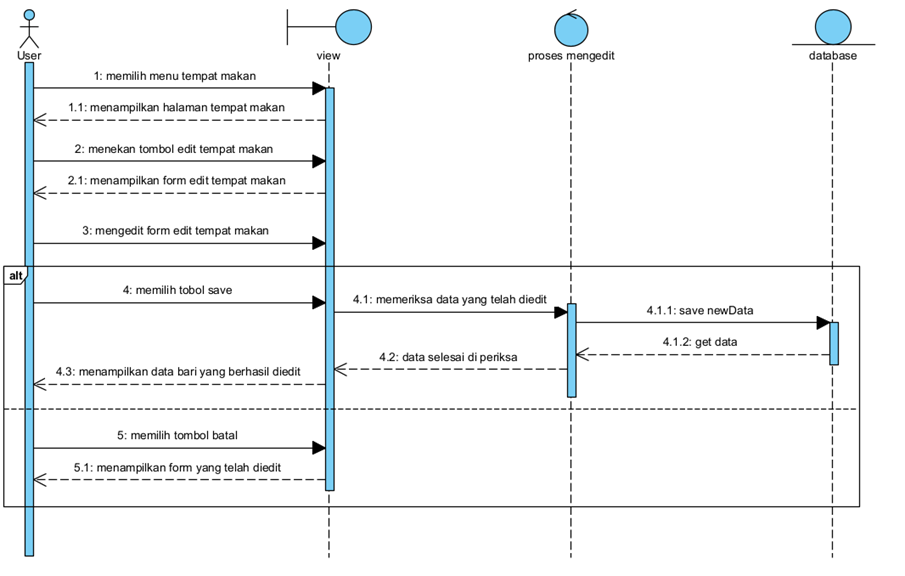 User
view
proses mengedit
database
1: memilih menu tempat makan
1.1: menampilkan halaman tempat makan
2: menekan tombol edit tempat makan
2.1: menampilkan form edit tempat makan
3: mengedit form edit tempat makan
alt
4: memilih tobol save
4.1: memeriksa data yang telah diedit
4.1.1: save newData
4.1.2: get data
4.2: data selesai di periksa
4.3: menampilkan data bari yang berhasil diedit
5: memilih tombol batal
5.1: menampilkan form yang telah diedit